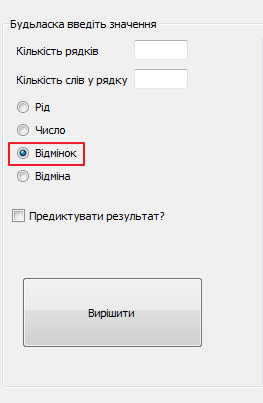 Будьласка введіть значення
Кількість рядків
Кількість слів у рядку
Рід
Число
Відмінок
Відміна
Предиктувати результат?
Вирішити